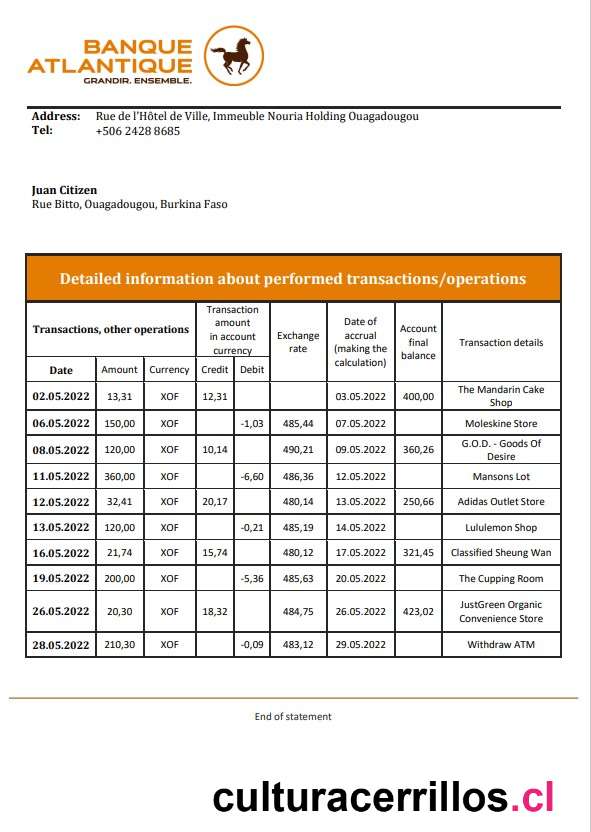 BANQUE
ATLANTIQUE
GRANDIR. ENSEMBLE.
Address: Rue de l'Hôtel de Ville, Immeuble Nouria Holding Ouagadougou
Tel: +506 2428 8685
Juan Citizen
Rue Bitto, Ouagadougou, Burkina Faso
Detailed information about performed transactions/operations
Transactions, other operations
Transaction
amount
in account
currency
Exchange
rate
Date of
accrual
(making the
calculation)
Account
final
balance
Transaction details
Date Amount Currency Credit Debit
02.05.2022 13,31 XOF 12,31 03.05.2022 400,00 The Mandarin Cake
Shop
06.05.2022 150,00 XOF -1,03 485,44 07.05.2022 Moleskine Store
08.05.2022 120,00 XOF 10,14 490,21 09.05.2022 360,26 G.O.D. - Goods Of
Desire
11.05.2022 360,00 XOF -6,60 486,36 12.05.2022 Mansons Lot
12.05.2022 32,41 XOF 20,17 480,14 13.05.2022 250,66 Adidas Outlet Store
13.05.2022 120,00 XOF -0,21 485,19 14.05.2022 Lululemon Shop
16.05.2022 21,74 XOF 15,74 480,12 17.05.2022 321,45 Classified Sheung Wan
19.05.2022 200,00 XOF -5,36 485,63 20.05.2022 The Cupping Room
26.05.2022 20,30 XOF 18,32 484,75 26.05.2022 423,02 JustGreen Organic
Convenience Store
28.05.2022 210,30 XOF -0,09 483,12 29.05.2022 Withdraw ATM
End of statement
culturacerrillos.cl